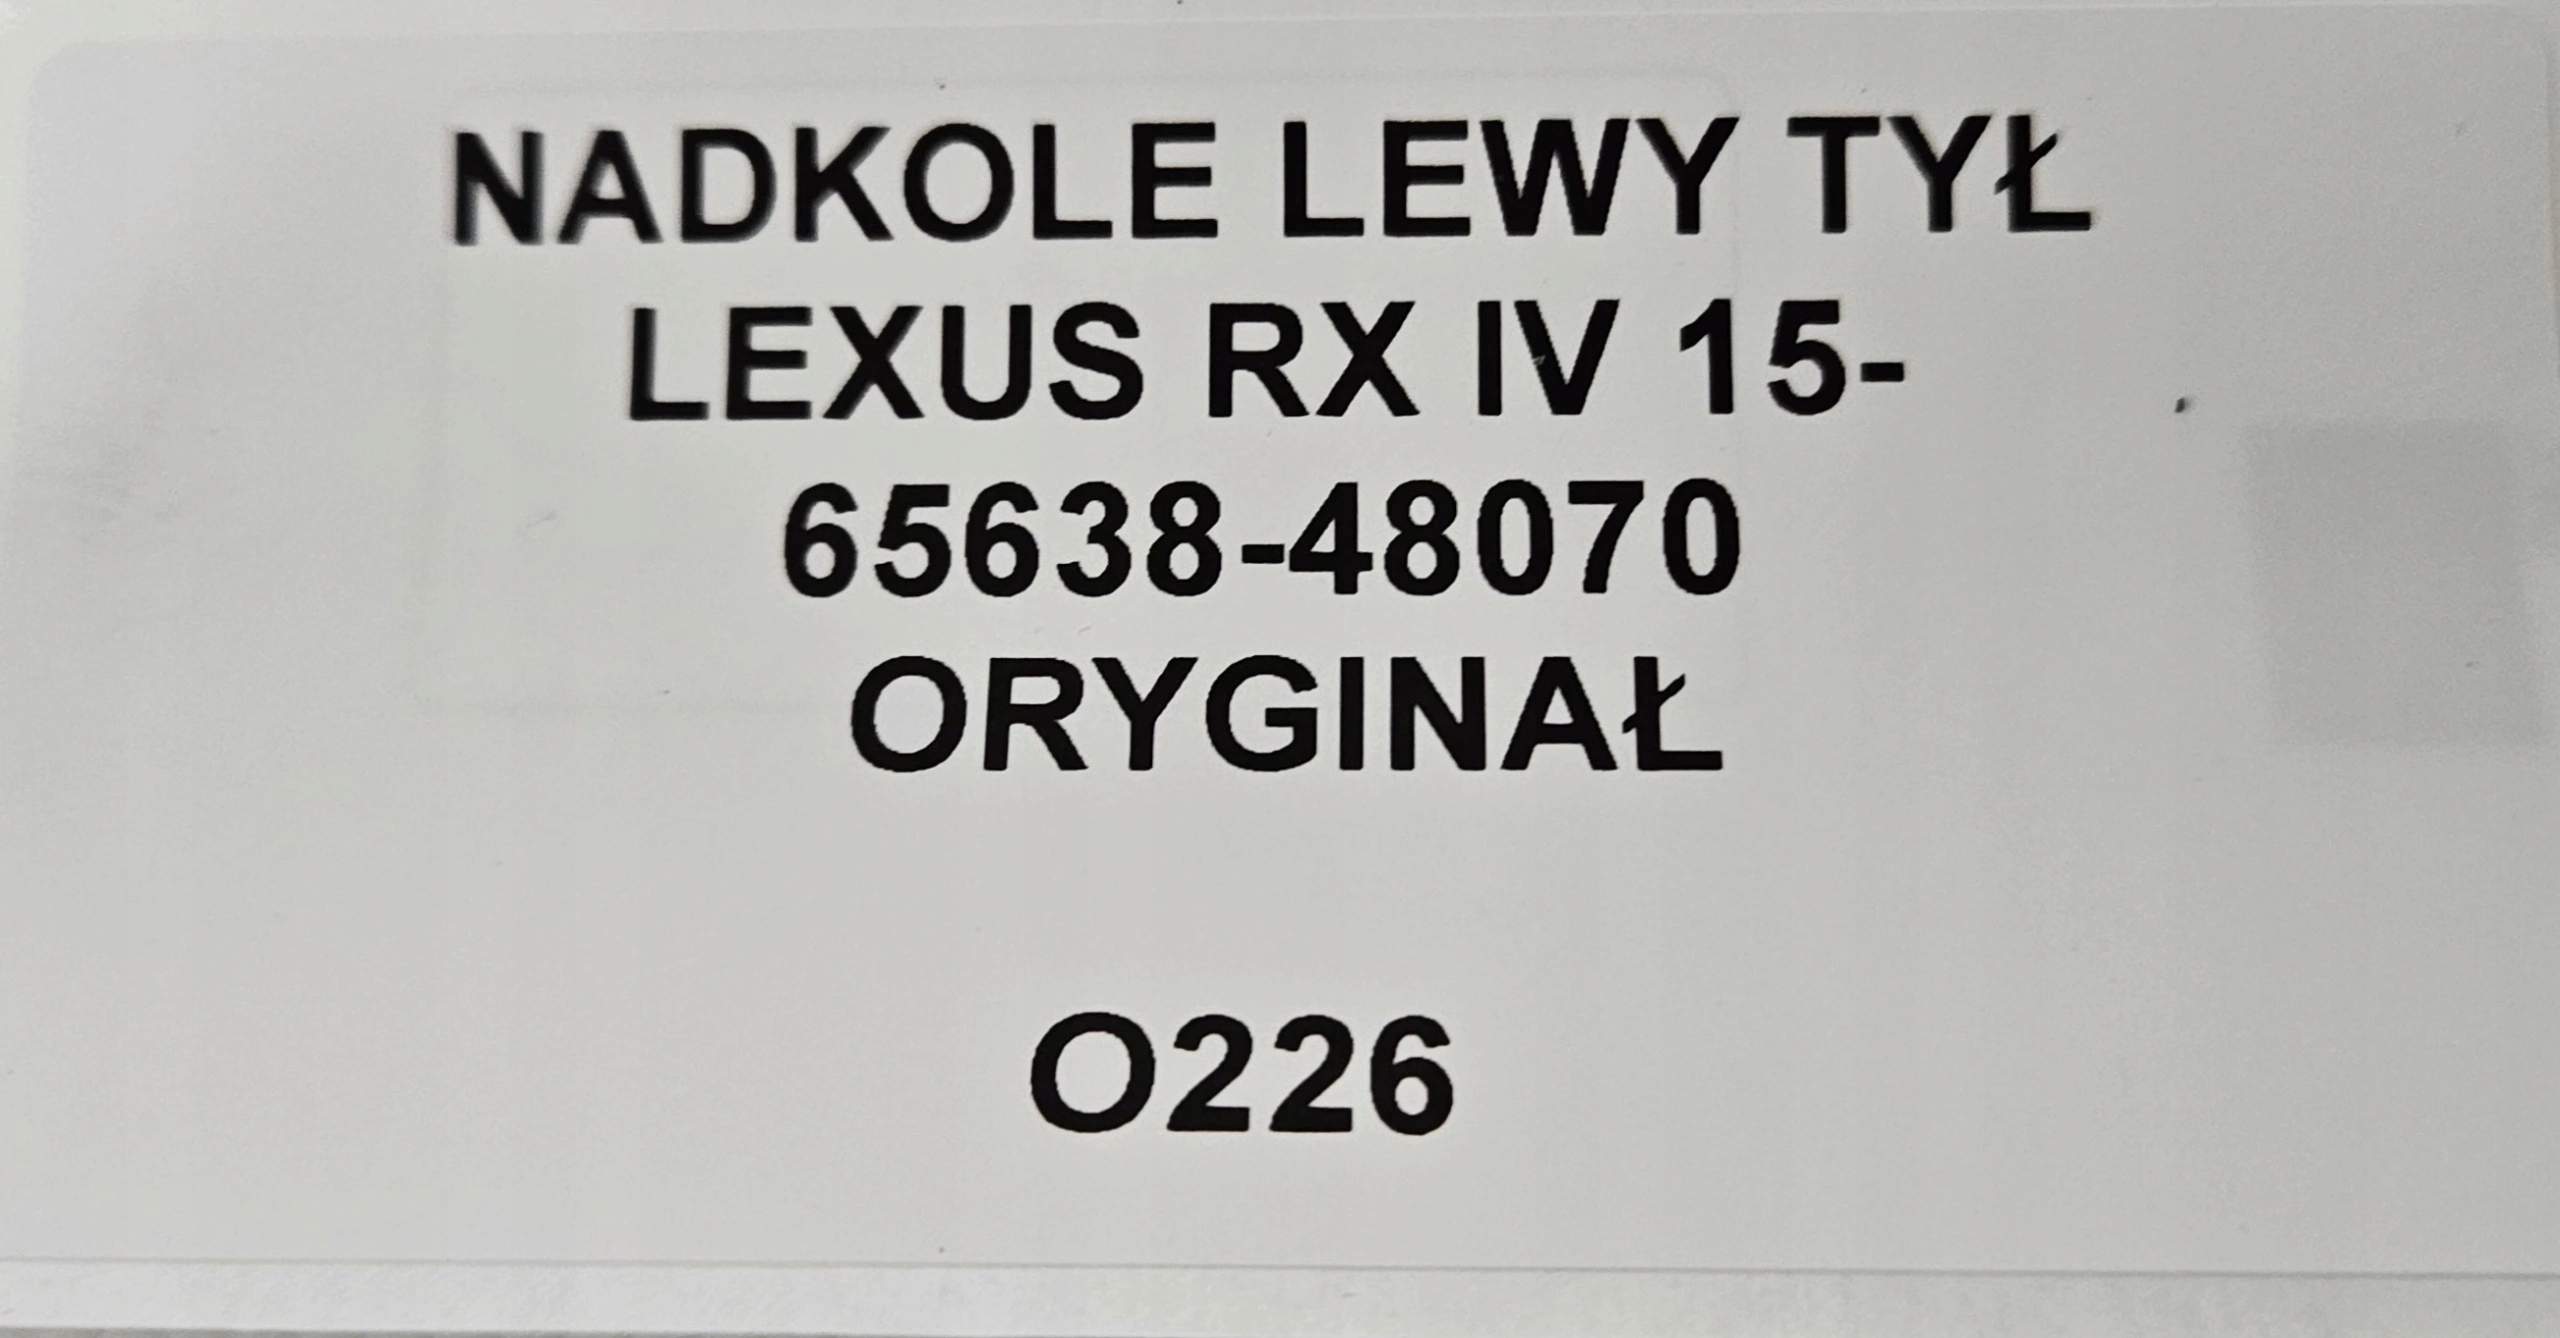 NADKOLE LEWY TYŁ
LEXUS RX IV 15-
65638-48070
ORYGINAŁ
O226